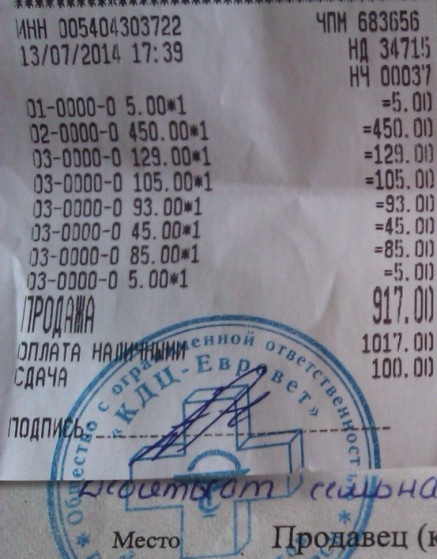 ИНН 005404303722 ЧПМ 683656
13/07/2014 17:39 НД 34715
НЧ 00037
01-0000-0 5.00*1 =5.00
02-0000-0 450.00*1 =450.00
03-0000-0 129.00*1 =129.00
03-0000-0 105.00*1 =105.00
03-0000-0 93.00*1 =93.00
03-0000-0 45.00*1 =45.00
03-0000-0 85.00*1 =85.00
03-0000-0 5.00*1 =5.00
ПРОДАЖА 917.00
ОПЛАТА НАЛИЧНЫМИ 1017.00
СДАЧА 100.00
ПОДПИСЬ
Общество с ограниченной ответственност
«КДЦ-Евровет»
Место Продавец (к